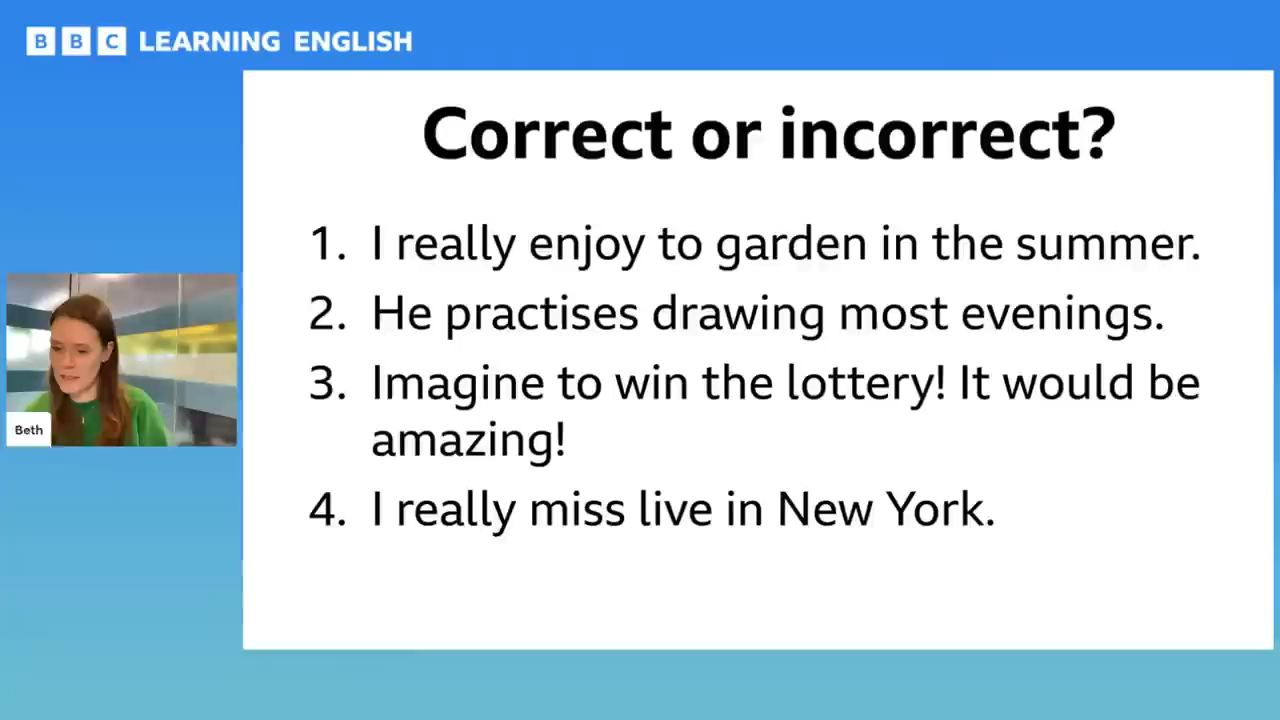 BBC LEARNING ENGLISH
Correct or incorrect?
1. I really enjoy to garden in the summer.
2. He practises drawing most evenings.
3. Imagine to win the lottery! It would be
amazing!
4. I really miss live in New York.
Beth